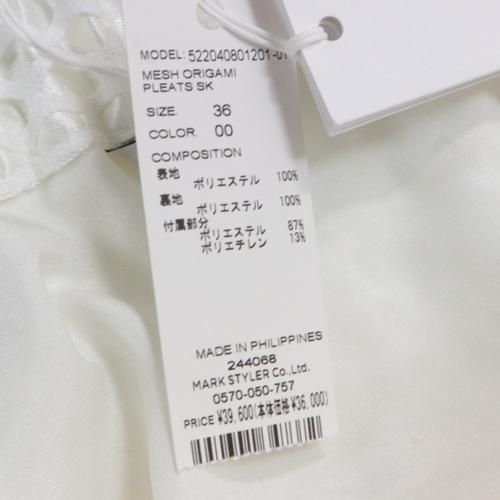 MODEL: 522040801201-01
MESH ORIGAMI
PLEATS SK
SIZE. 36
COLOR. 00
COMPOSITION
表地
ポリエステル 100%
裏地
ポリエステル 100%
付属部分
ポリエステル 87%
ポリエチレン 13%
MADE IN PHILIPPINES
244068
MARK STYLER Co.,Ltd.
0570-050-757
PRICE ¥39,600(本体価格¥36,000)